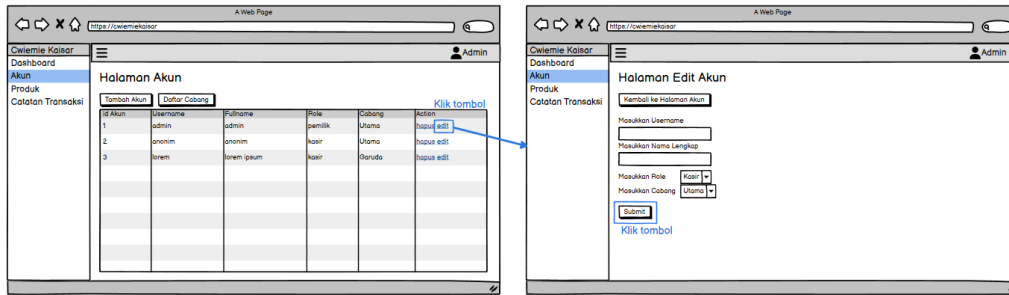 A Web Page
https://cwiemiekaisar
Cwiemie Kaisar
Admin
Dashboard
Akun
Produk
Catatan Transaksi
Halaman Akun
Tambah Akun
Daftar Cabang
Klik tombol
id Akun Username Fullname Role Cabang Action
1 admin admin pemilik Utama hapus edit
2 anonim anonim kasir Utama hapus edit
3 lorem lorem ipsum kasir Garuda hapus edit
A Web Page
https://cwiemiekaisar
Cwiemie Kaisar
Admin
Dashboard
Akun
Produk
Catatan Transaksi
Halaman Edit Akun
Kembali ke Halaman Akun
Masukkan Username
Masukkan Nama Lengkap
Masukkan Role Kasir
Masukkan Cabang Utama
Submit
Klik tombol